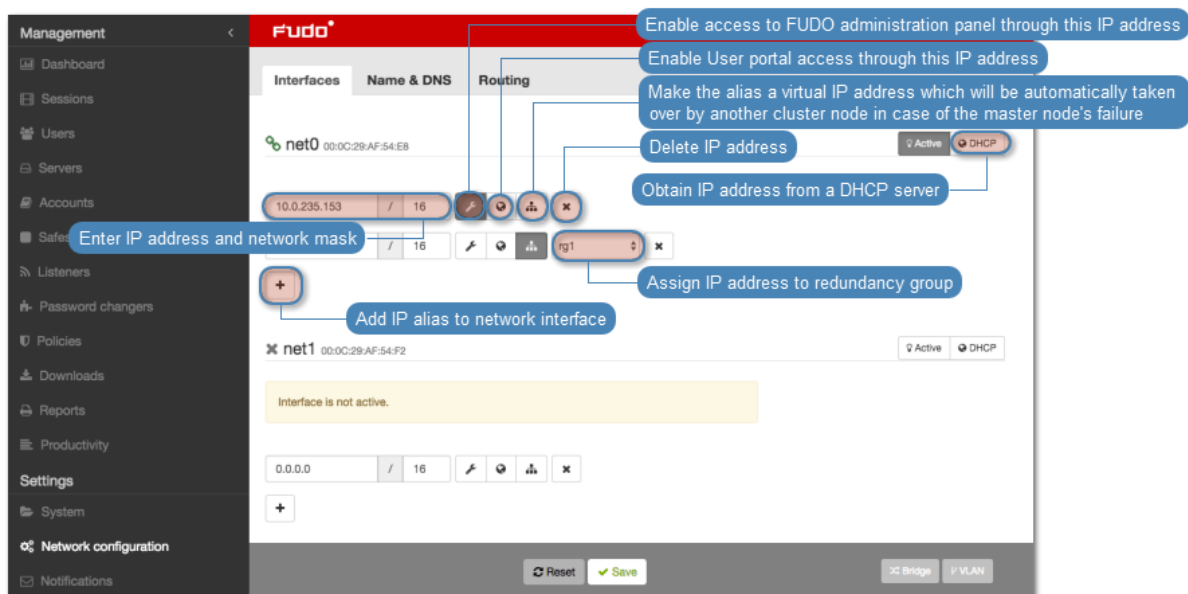 Management
Dashboard
Sessions
Users
Servers
Accounts
Safes
Listeners
Password changers
Policies
Downloads
Reports
Productivity
Settings
System
Network configuration
Notifications
FUDO
Enable access to FUDO administration panel through this IP address
Enable User portal access through this IP address
Interfaces Name & DNS Routing
Make the alias a virtual IP address which will be automatically taken
over by another cluster node in case of the master node's failure
net0 00:0C:29:AF:54:E8
Active DHCP
Delete IP address
Obtain IP address from a DHCP server
10.0.235.153 / 16
Enter IP address and network mask
/ 16 rg1
Assign IP address to redundancy group
+
Add IP alias to network interface
net1 00:0C:29:AF:54:F2
Active DHCP
Interface is not active.
0.0.0.0 / 16
+
Reset Save
Bridge VLAN